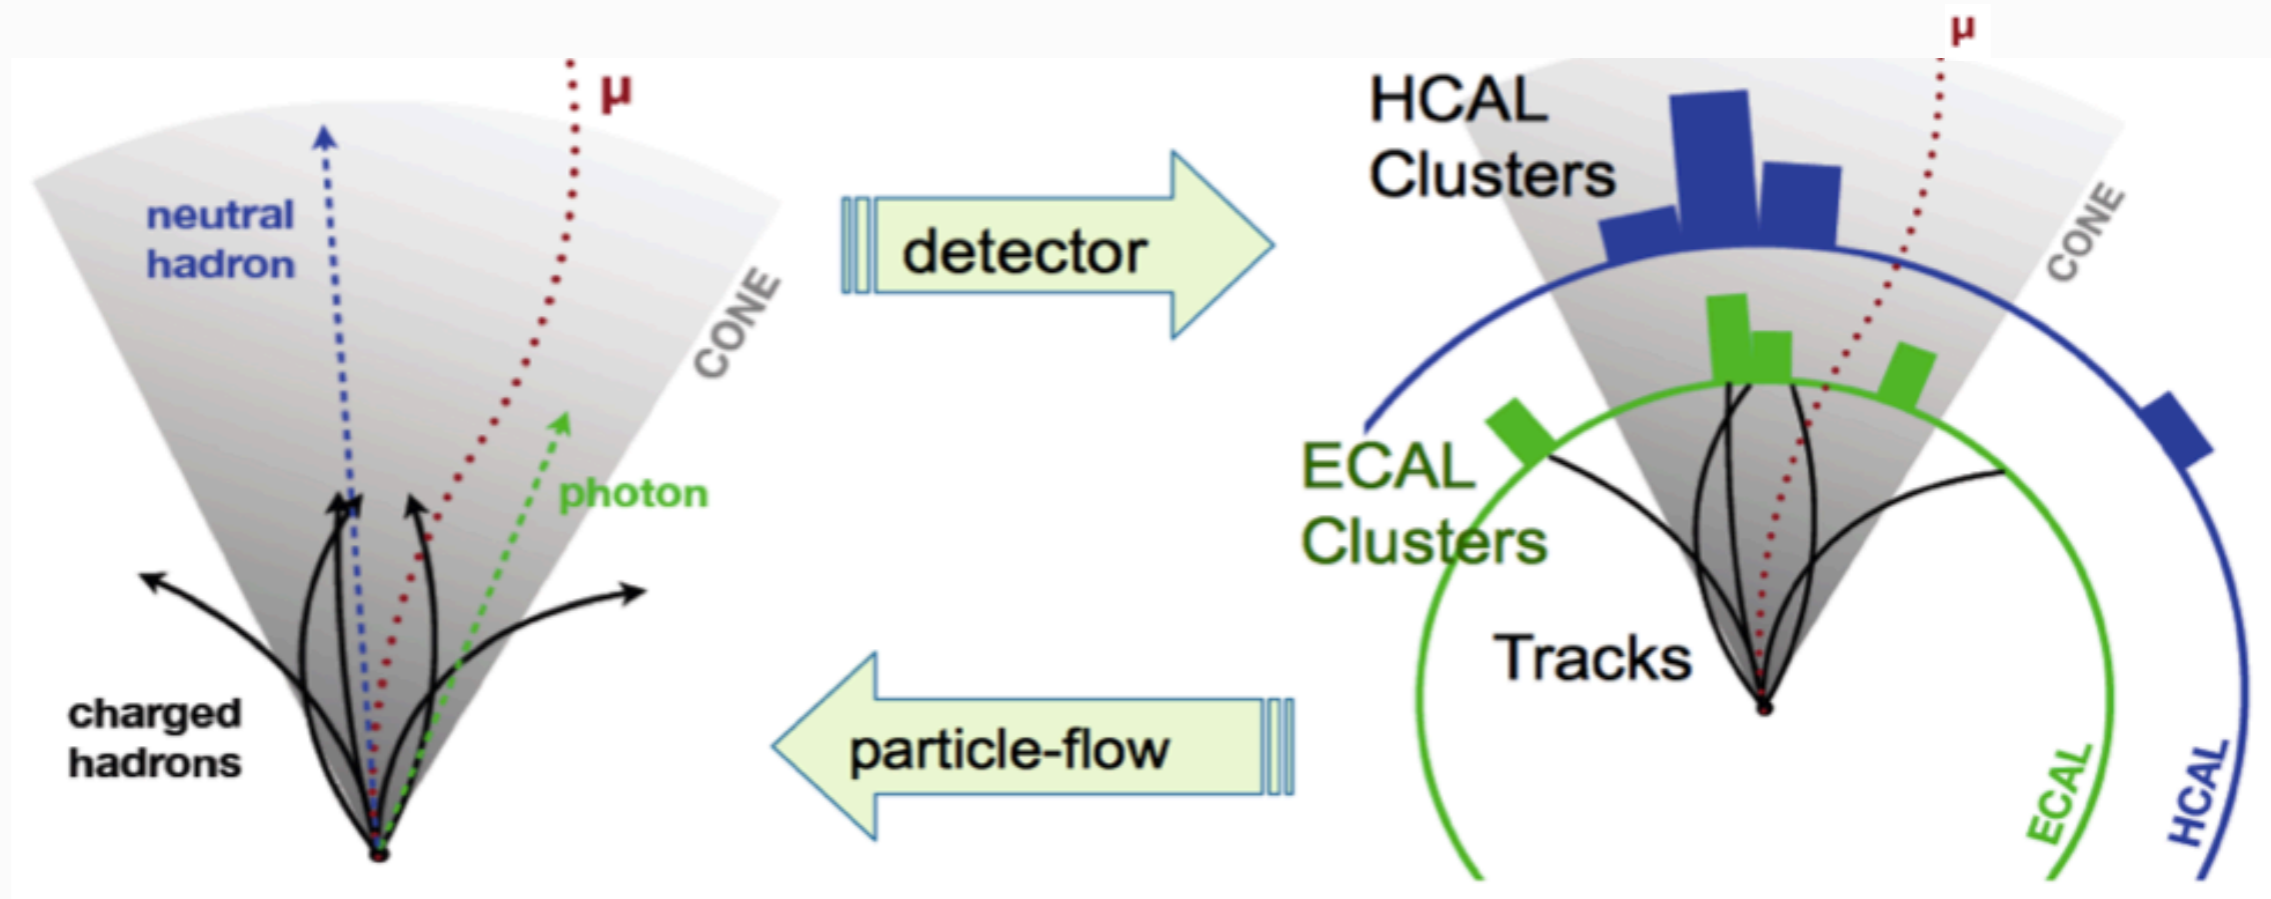 μ
neutral
hadron
CONE
photon
charged
hadrons
detector
particle-flow
μ
HCAL
Clusters
CONE
ECAL
Clusters
Tracks
ECAL
HCAL